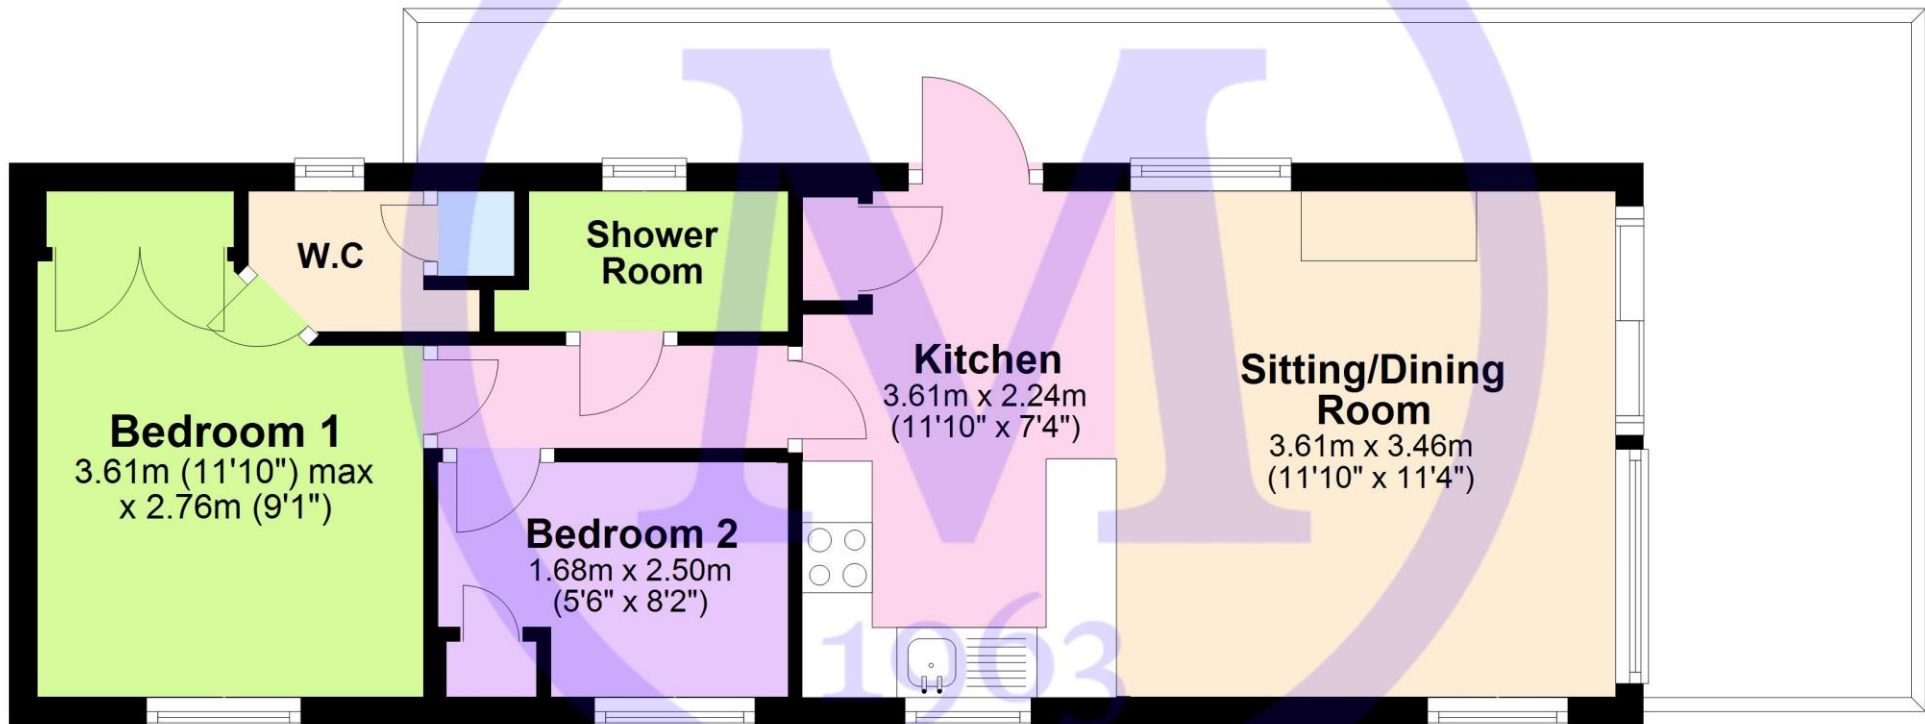 W.C
Shower
Room
Kitchen
3.61m x 2.24m
(11'10" x 7'4")
Sitting/Dining
Room
3.61m x 3.46m
(11'10" x 11'4")
Bedroom 1
3.61m (11'10") max
x 2.76m (9'1")
Bedroom 2
1.68m x 2.50m
(5'6" x 8'2")
M
1963